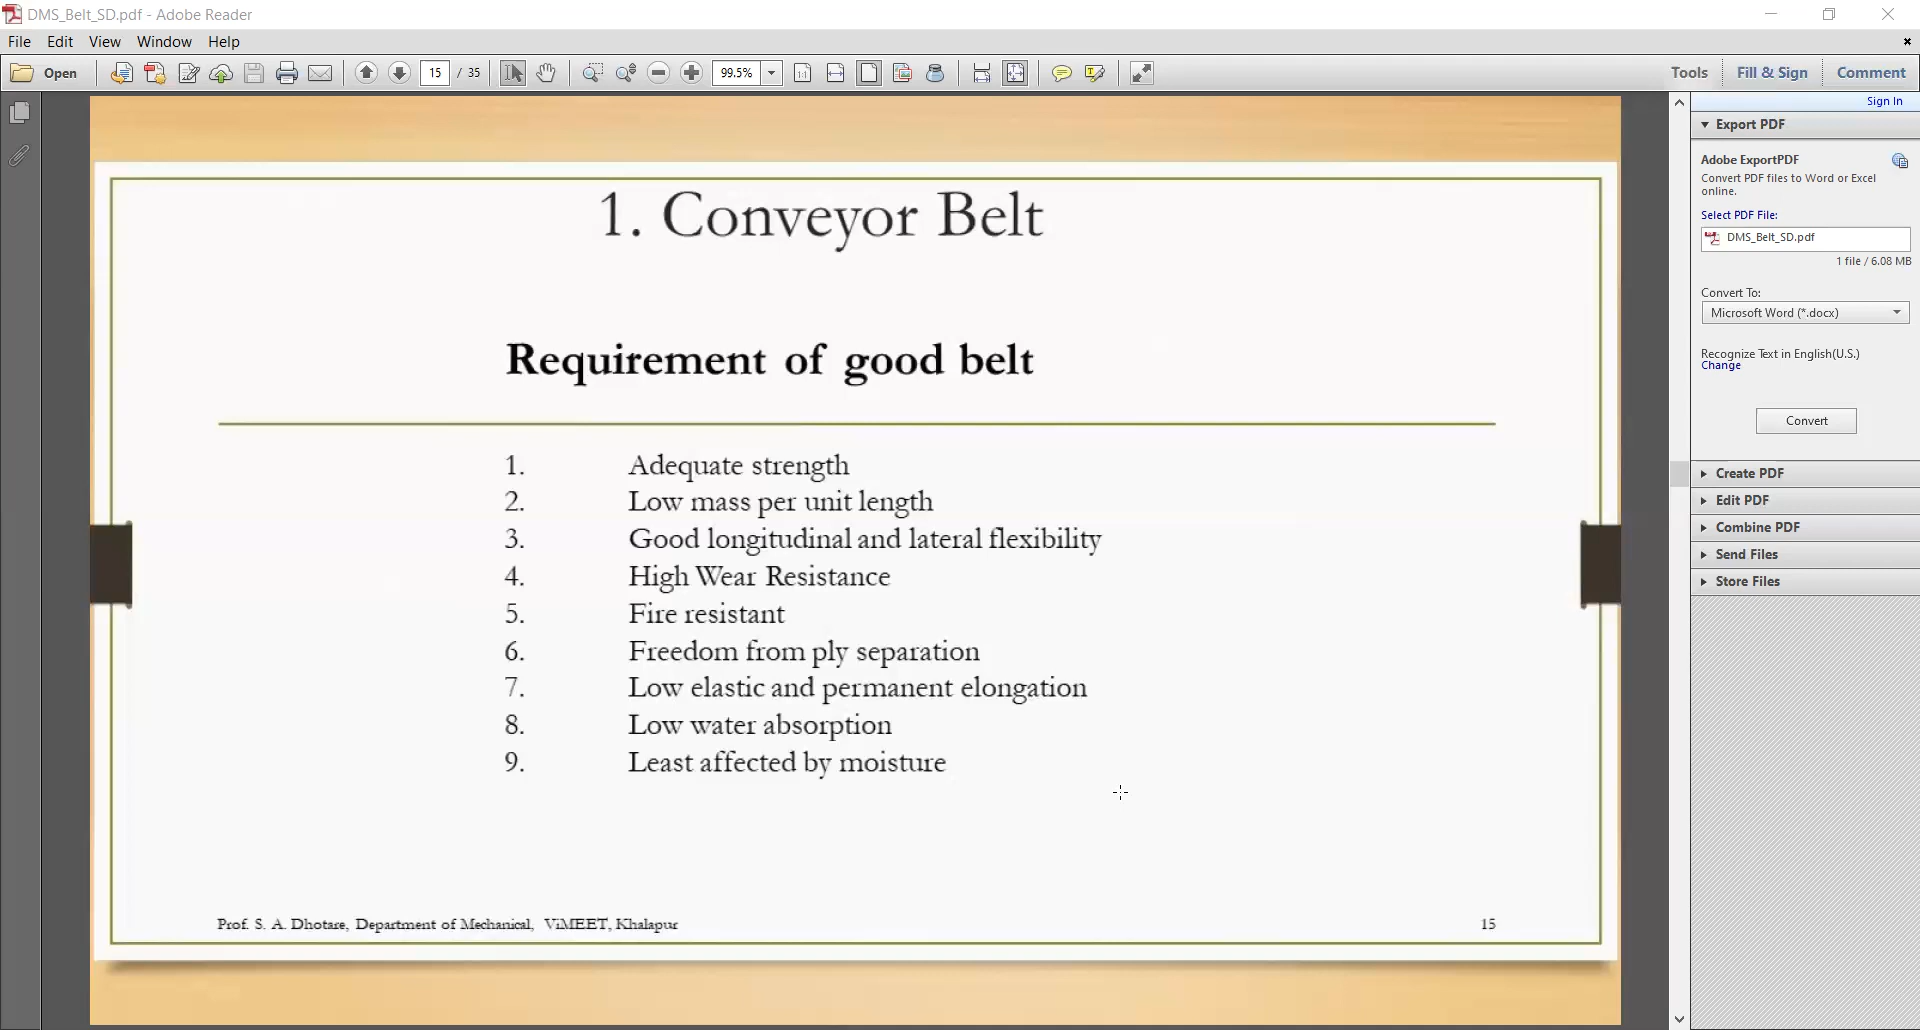 DMS_Belt_SD.pdf - Adobe Reader
File Edit View Window Help
Open 15 / 35 99.5% Tools Fill & Sign Comment
Sign In
Export PDF
Adobe ExportPDF
Convert PDF files to Word or Excel
online.
Select PDF File:
DMS_Belt_SD.pdf
1 file / 6.08 MB
Convert To:
Microsoft Word (*.docx)
Recognize Text in English(U.S.)
Change
Convert
Create PDF
Edit PDF
Combine PDF
Send Files
Store Files
1. Conveyor Belt
Requirement of good belt
1. Adequate strength
2. Low mass per unit length
3. Good longitudinal and lateral flexibility
4. High Wear Resistance
5. Fire resistant
6. Freedom from ply separation
7. Low elastic and permanent elongation
8. Low water absorption
9. Least affected by moisture
Prof. S. A. Dhotare, Department of Mechanical, ViMEET, Khalapur 15